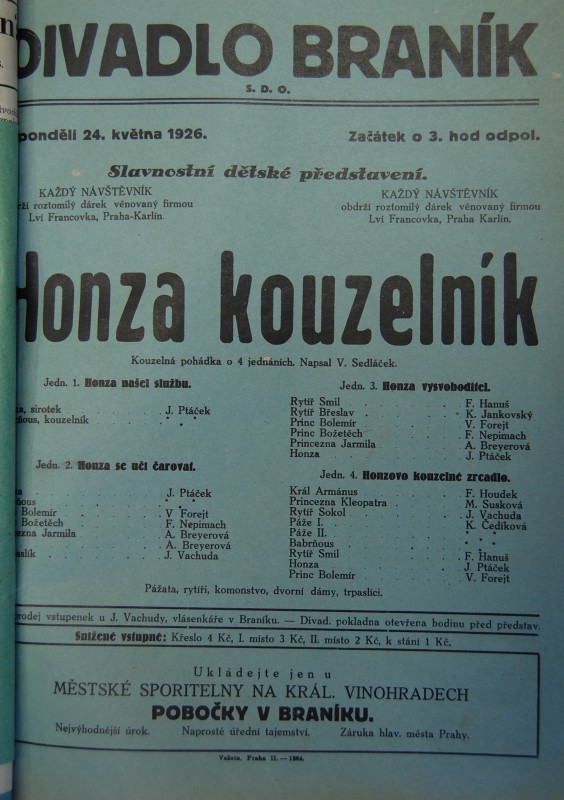 DIVADLO BRANÍK
S. D. O.
pondělí 24. května 1926. Začátek o 3. hod odpol.
Slavnostní dětské představení.
KAŽDÝ NÁVŠTĚVNÍK
roztomilý dárek věnovaný firmou
Lví Francovka, Praha-Karlín.
KAŽDÝ NÁVŠTĚVNÍK
obdrží roztomilý dárek věnovaný firmou
Lví Francovka, Praha Karlín.
Honza kouzelník
Kouzelná pohádka o 4 jednáních. Napsal V. Sedláček.
Jedn. 1. Honza našel službu.
sirotek . . . . J. Ptáček
kouzelník . . . . * * *
Jedn. 2. Honza se učí čarovat.
J. Ptáček
* * *
Bolemír . . . . V Forejt
Božetěch . . . . F. Nepimach
Jarmila . . . . A. Breyerová
A. Breyerová
J. Vachuda
Jedn. 3. Honza vysvoboditel.
Rytíř Smil . . . . F. Hanuš
Rytíř Břeslav . . . . K. Jankovský
Princ Bolemír . . . . V. Forejt
Princ Božetěch . . . . F. Nepimach
Princezna Jarmila . . . . A. Breyerová
Honza . . . . J. Ptáček
Jedn. 4. Honzovo kouzelné zrcadlo.
Král Armánus . . . . F. Houdek
Princezna Kleopatra . . . . M. Susková
Rytíř Sokol . . . . J. Vachuda
Páže I. . . . . K. Čedíková
Páže II. . . . . * * *
Babrňous . . . . * * *
Rytíř Smil . . . . F. Hanuš
Honza . . . . J. Ptáček
Princ Bolemír . . . . V. Forejt
Pážata, rytíři, komonstvo, dvorní dámy, trpaslíci.
vstupenek u J. Vachudy, vlásenkáře v Braníku. — Divad. pokladna otevřena hodinu před představ.
Snížené vstupné: Křeslo 4 Kč, I. místo 3 Kč, II. místo 2 Kč, k stání 1 Kč.
Ukládejte jen u
MĚSTSKÉ SPORITELNY NA KRÁL. VINOHRADECH
POBOČKY V BRANÍKU.
Nejvýhodnější úrok. Naprosté úřední tajemství. Záruka hlav. města Prahy.
Praha II. —